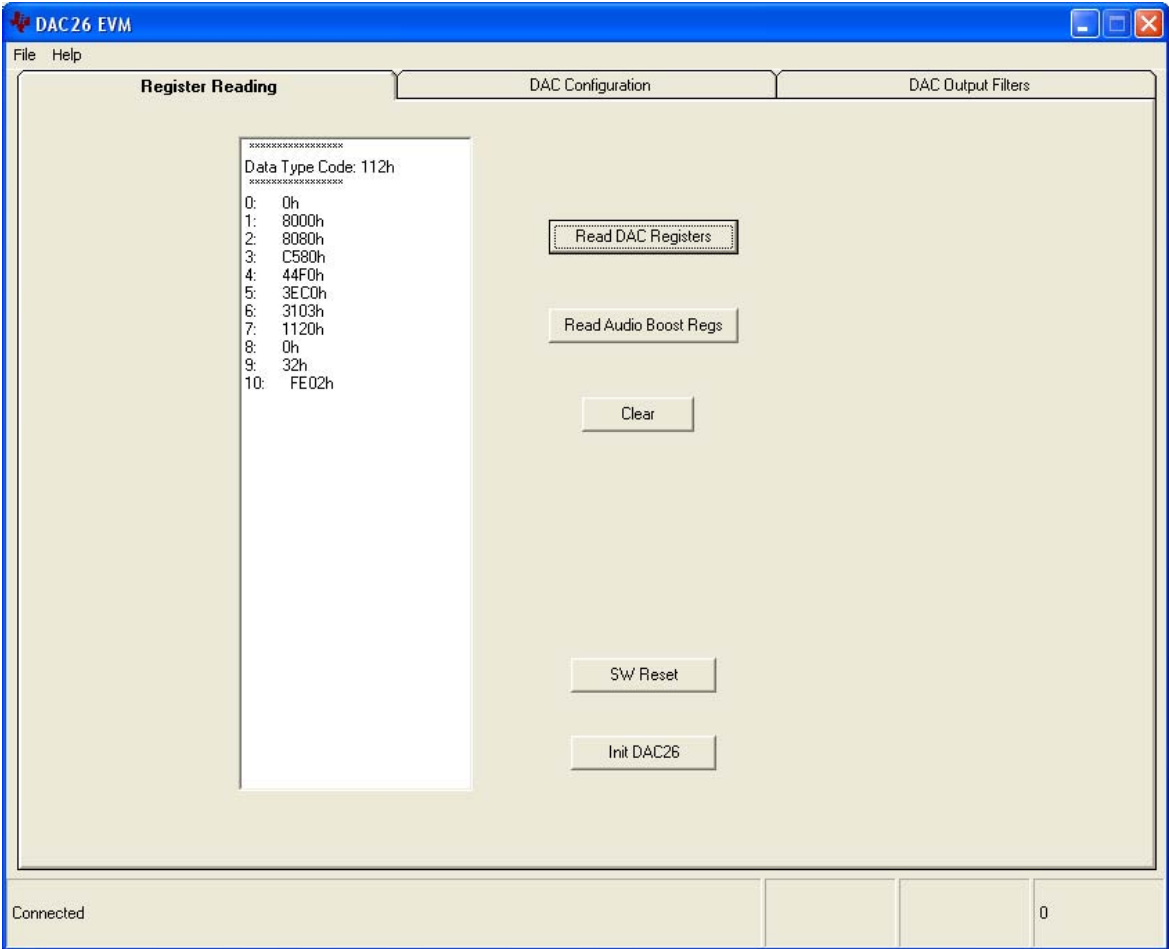 DAC26 EVM
File Help
Register Reading
DAC Configuration
DAC Output Filters
*****************
Data Type Code: 112h
*****************
0: 0h
1: 8000h
2: 8080h
3: C580h
4: 44F0h
5: 3EC0h
6: 3103h
7: 1120h
8: 0h
9: 32h
10: FE02h
Read DAC Registers
Read Audio Boost Regs
Clear
SW Reset
Init DAC26
Connected
0